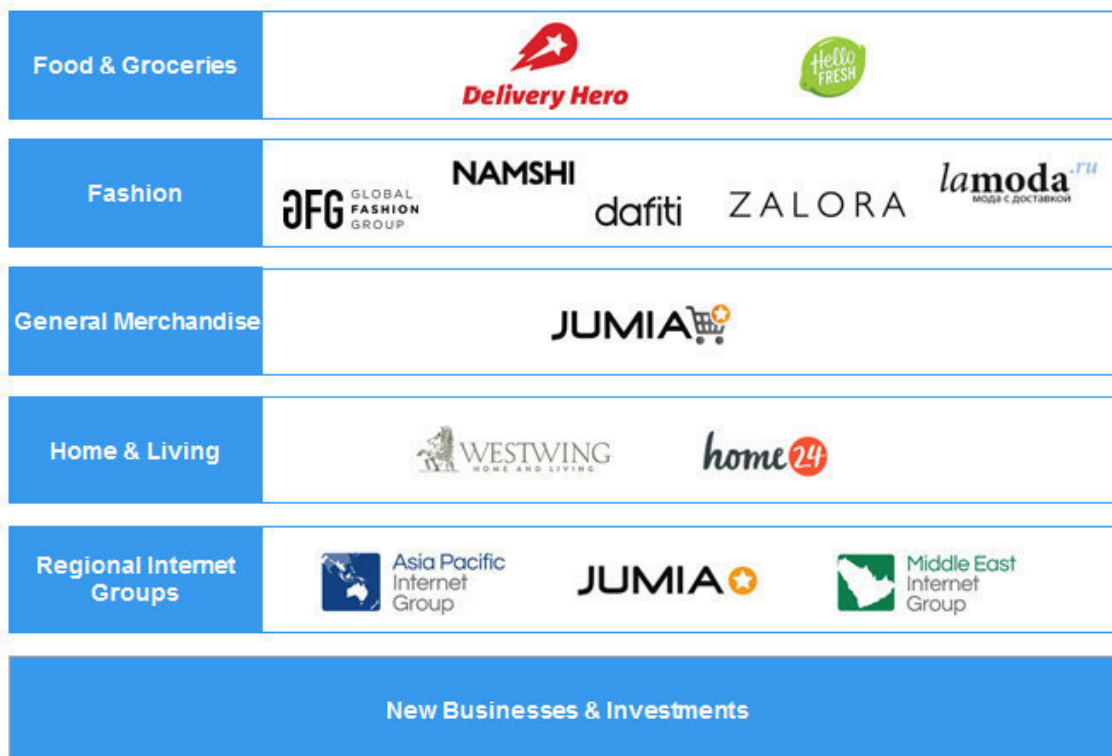 Food & Groceries
Delivery Hero
Hello
FRESH
Fashion
GFG GLOBAL
FASHION
GROUP
NAMSHI
dafiti
ZALORA
lamoda.ru
мода с доставкой
General Merchandise
JUMIA
Home & Living
WESTWING
HOME AND LIVING
home24
Regional Internet
Groups
Asia Pacific
Internet
Group
JUMIA
Middle East
Internet
Group
New Businesses & Investments